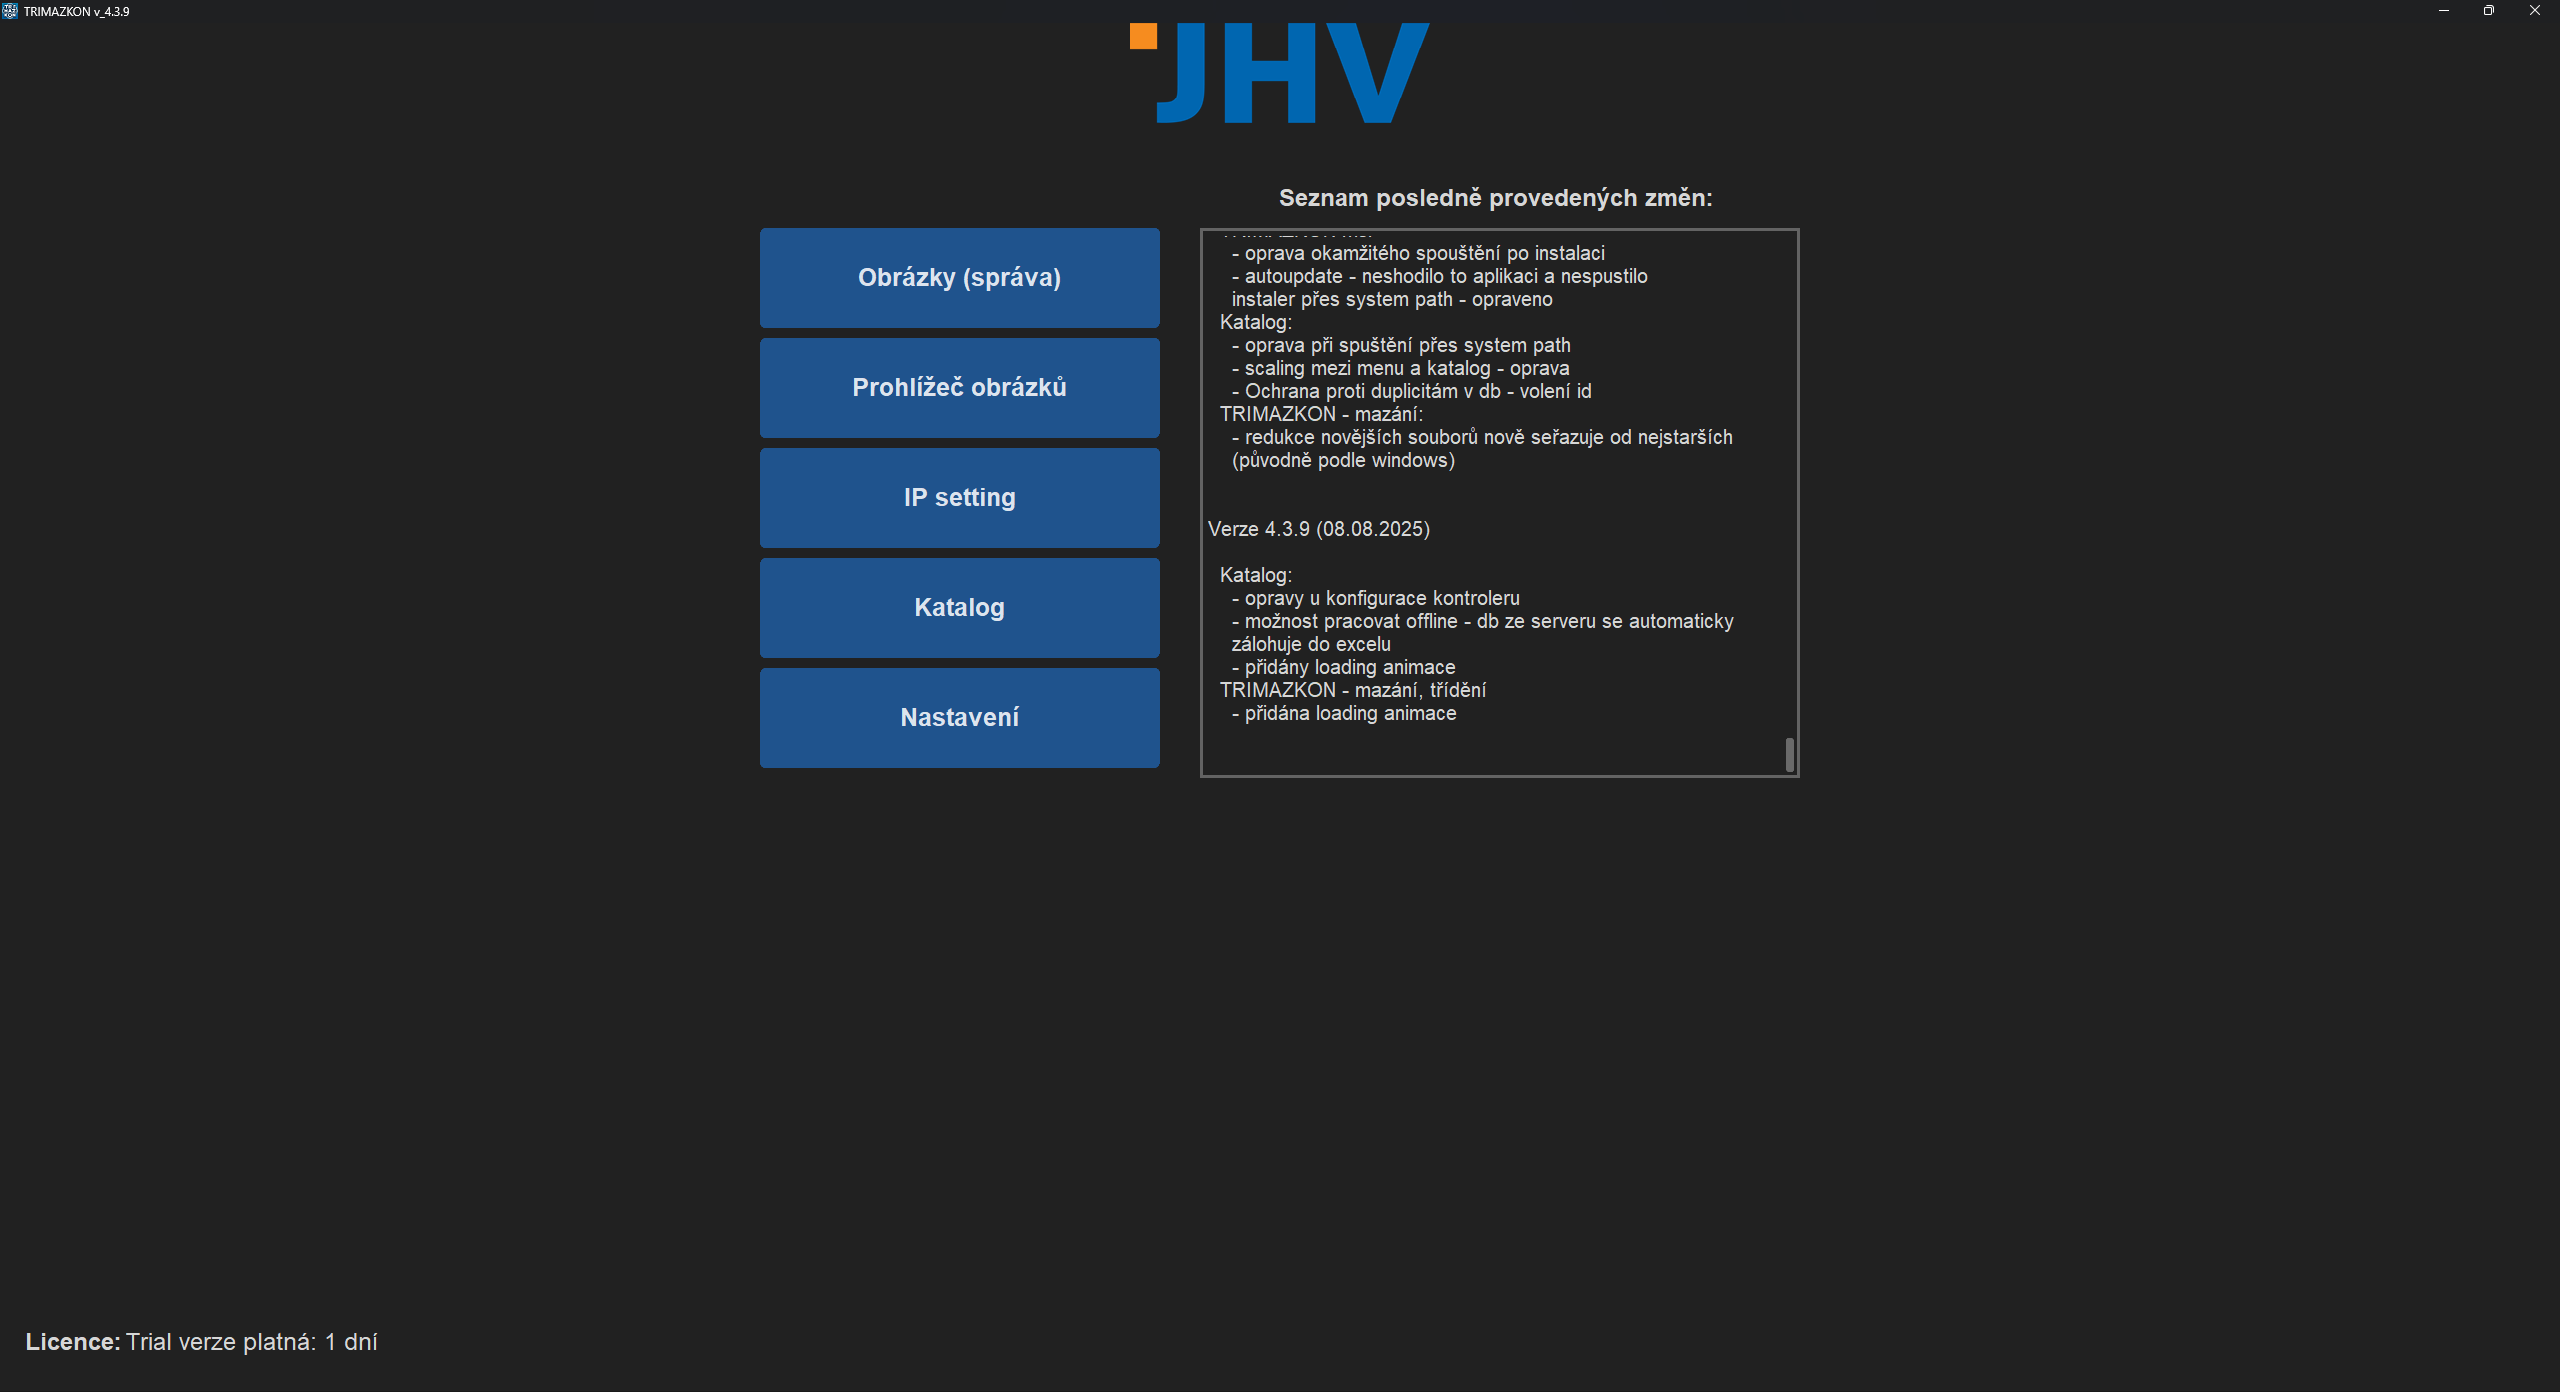 TRIMAZKON v_4.3.9
JHV
Seznam posledně provedených změn:
Obrázky (správa)
Prohlížeč obrázků
IP setting
Katalog
Nastavení
- oprava okamžitého spouštění po instalaci
- autoupdate - neshodilo to aplikaci a nespustilo
instaler přes system path - opraveno
Katalog:
- oprava při spuštění přes system path
- scaling mezi menu a katalog - oprava
- Ochrana proti duplicitám v db - volení id
TRIMAZKON - mazání:
- redukce novějších souborů nově seřazuje od nejstarších
(původně podle windows)
Verze 4.3.9 (08.08.2025)
Katalog:
- opravy u konfigurace kontroleru
- možnost pracovat offline - db ze serveru se automaticky
zálohuje do excelu
- přidány loading animace
TRIMAZKON - mazání, třídění
- přidána loading animace
Licence: Trial verze platná: 1 dní